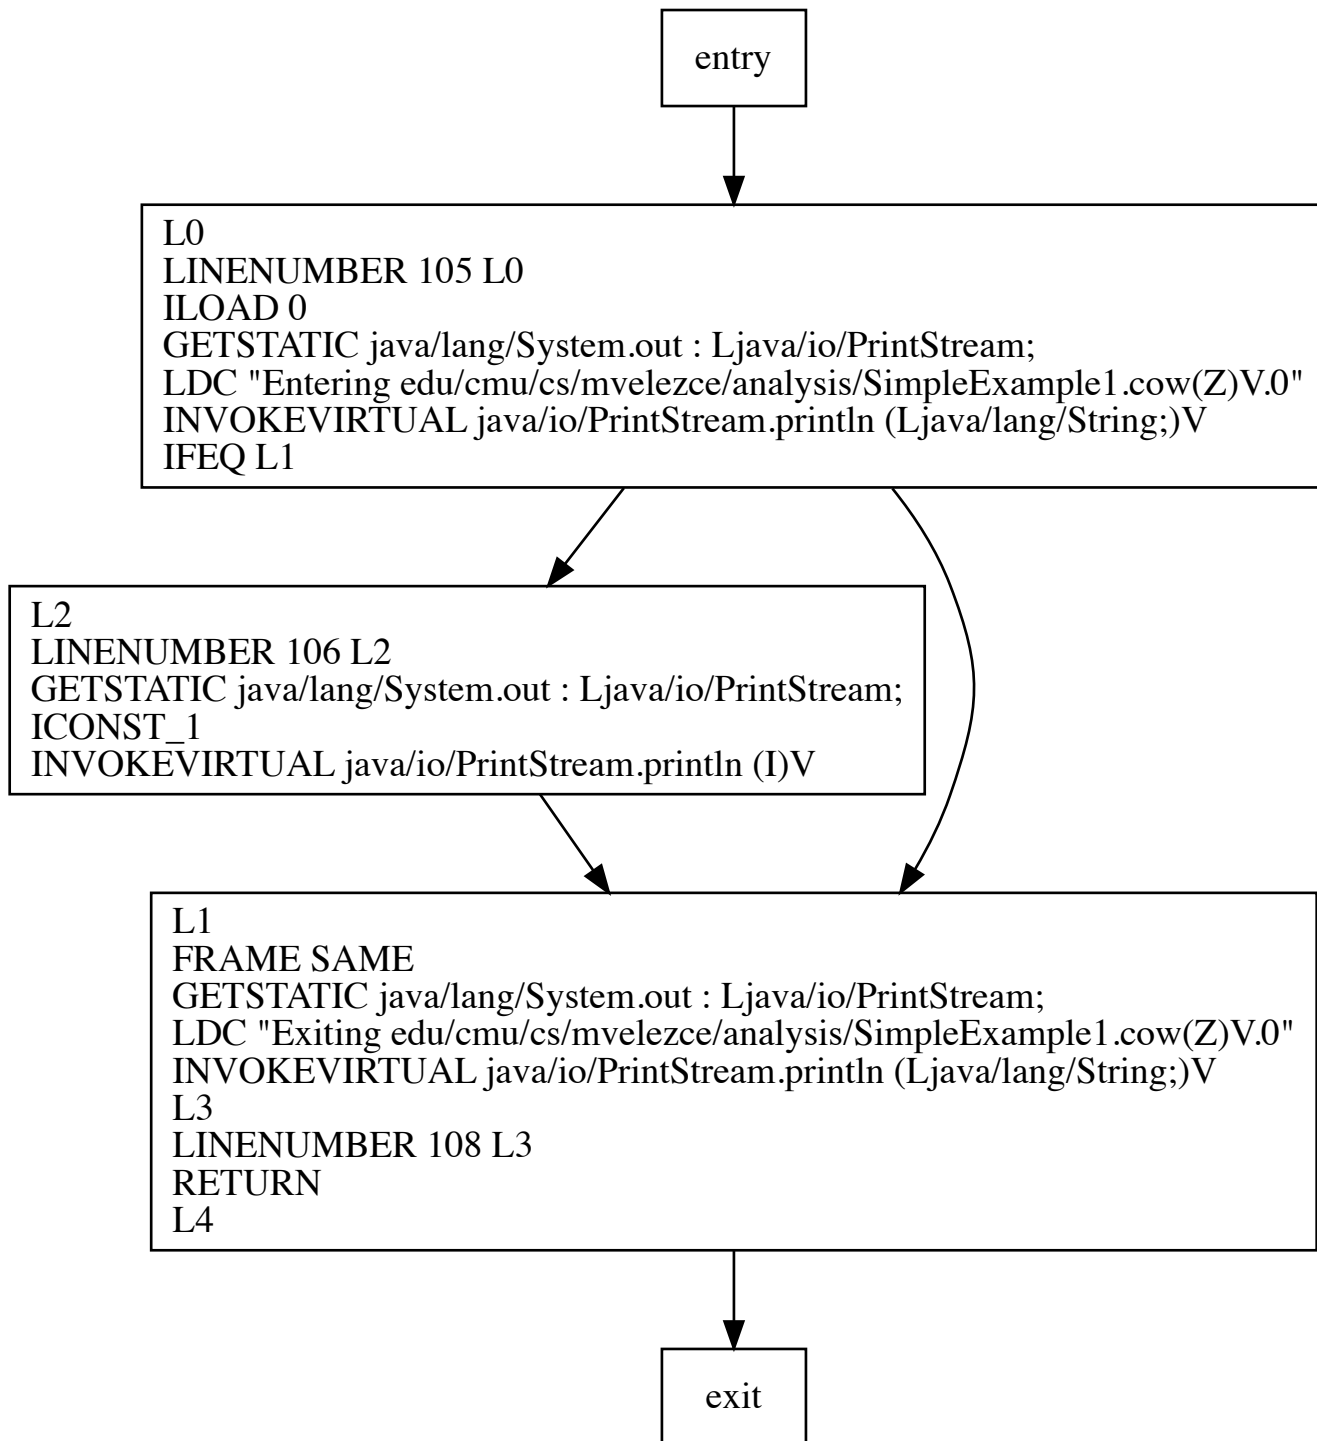 entry
L0
LINENUMBER 105 L0
ILOAD 0
GETSTATIC java/lang/System.out : Ljava/io/PrintStream;
LDC "Entering edu/cmu/cs/mvelezce/analysis/SimpleExample1.cow(Z)V.0"
INVOKEVIRTUAL java/io/PrintStream.println (Ljava/lang/String;)V
IFEQ L1
L2
LINENUMBER 106 L2
GETSTATIC java/lang/System.out : Ljava/io/PrintStream;
ICONST_1
INVOKEVIRTUAL java/io/PrintStream.println (I)V
L1
FRAME SAME
GETSTATIC java/lang/System.out : Ljava/io/PrintStream;
LDC "Exiting edu/cmu/cs/mvelezce/analysis/SimpleExample1.cow(Z)V.0"
INVOKEVIRTUAL java/io/PrintStream.println (Ljava/lang/String;)V
L3
LINENUMBER 108 L3
RETURN
L4
exit